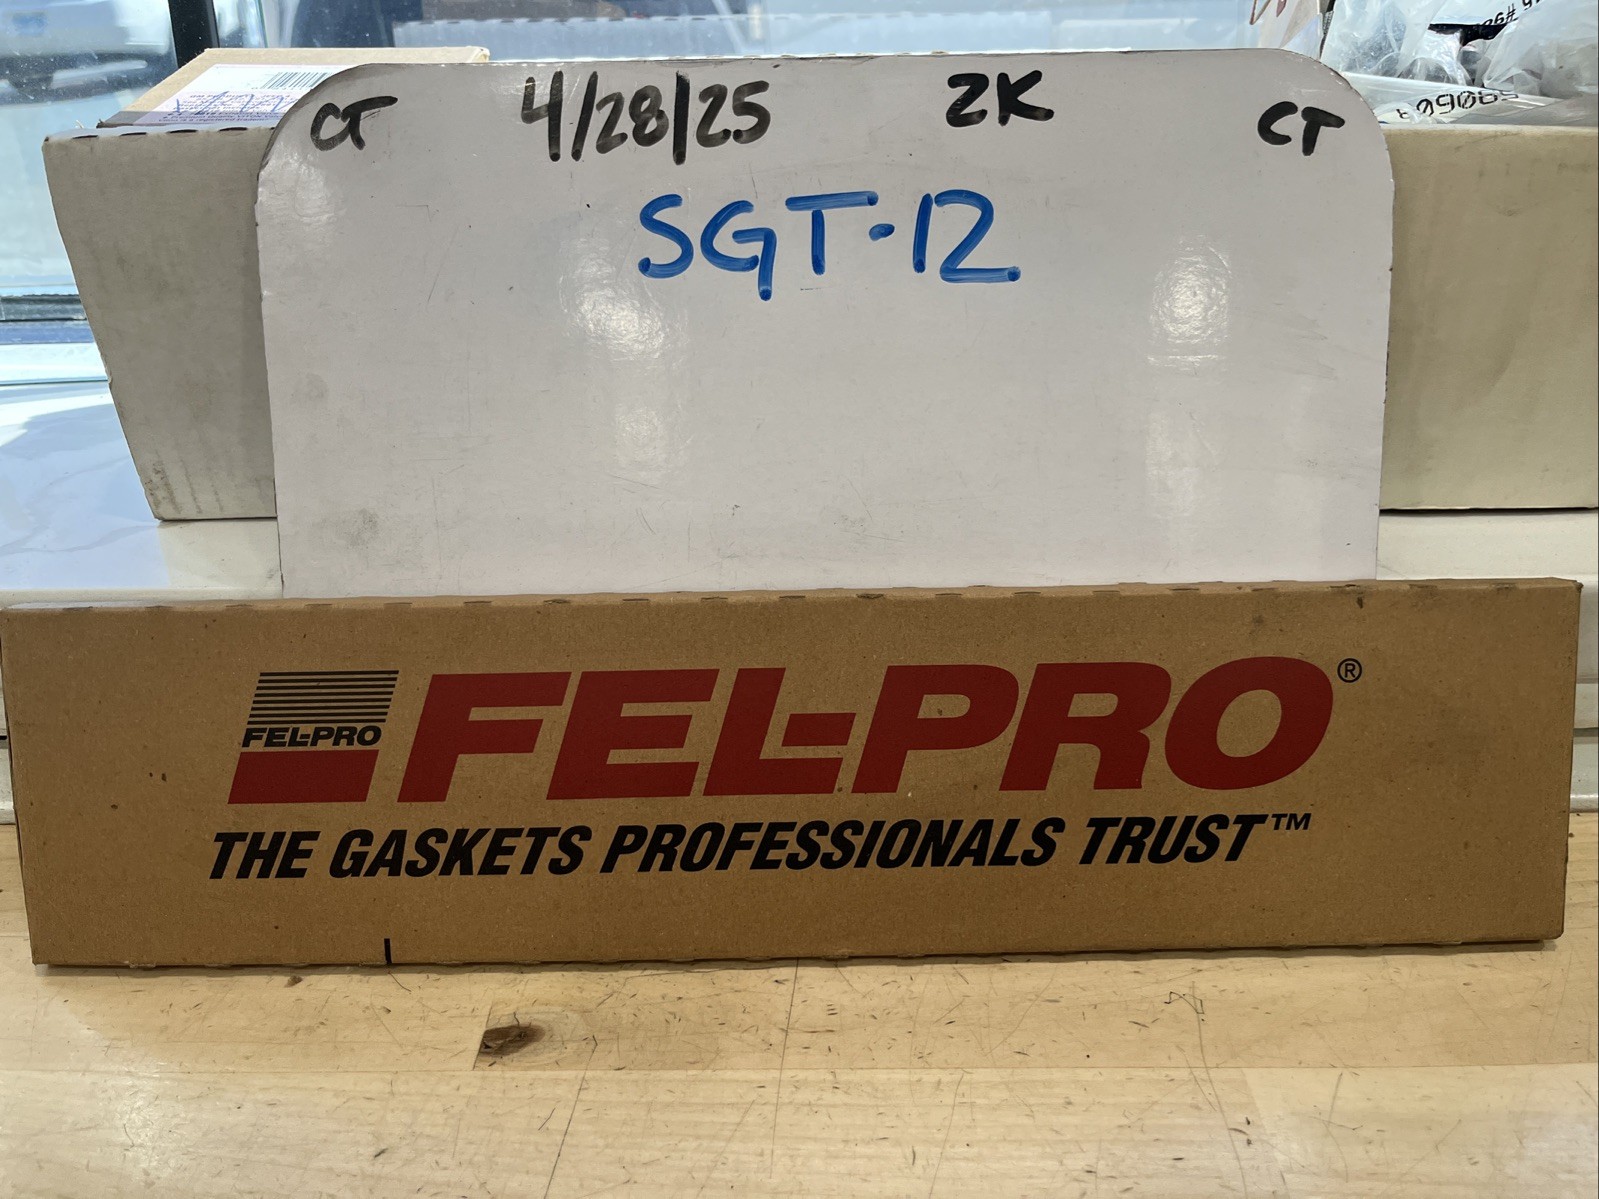 CT 4/28/25 2K CT
SGT-12
FEL-PRO
FEL-PRO®
THE GASKETS PROFESSIONALS TRUST™